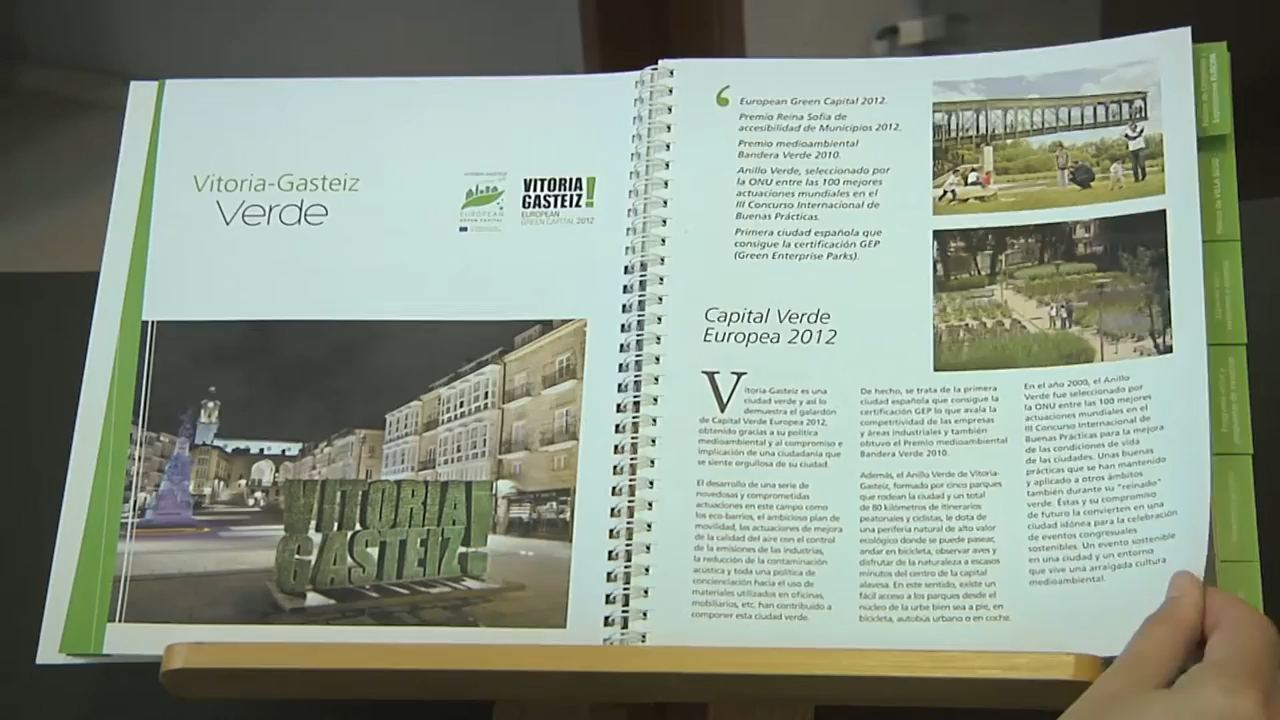 Vitoria-Gasteiz
Verde
VITORIA-GASTEIZ
EUROPEAN
GREEN CAPITAL
VITORIA
GASTEIZ!
EUROPEAN
GREEN CAPITAL 2012
VITORIA
GASTEIZ!
European Green Capital 2012.
Premio Reina Sofia de
accesibilidad de Municipios 2012.
Premio medioambiental
Bandera Verde 2010.
Anillo Verde, seleccionado por
la ONU entre las 100 mejores
actuaciones mundiales en el
III Concurso Internacional de
Buenas Prácticas.
Primera ciudad española que
consigue la certificación GEP
(Green Enterprise Parks).
Capital Verde
Europea 2012
Vitoria-Gasteiz es una
ciudad verde y así lo
demuestra el galardón
de Capital Verde Europea 2012,
obtenido gracias a su política
medioambiental y al compromiso e
implicación de una ciudadanía que
se siente orgullosa de su ciudad.
El desarrollo de una serie de
novedosas y comprometidas
actuaciones en este campo como
los eco-barrios, el ambicioso plan de
movilidad, las actuaciones de mejora
de la calidad del aire con el control
de la emisiones de las industrias,
la reducción de la contaminación
acústica y toda una política de
concienciación hacia el uso de
materiales utilizados en oficinas,
mobiliarios, etc, han contribuido a
componer esta ciudad verde.
De hecho, se trata de la primera
ciudad española que consigue la
certificación GEP lo que avala la
competitividad de las empresas
y áreas industriales y también
obtuvo el Premio medioambiental
Bandera Verde 2010.
Además, el Anillo Verde de Vitoria-
Gasteiz, formado por cinco parques
que rodean la ciudad y un total
de 80 kilómetros de itinerarios
peatonales y ciclistas, le dota de
una periferia natural de alto valor
ecológico donde se puede pasear,
andar en bicicleta, observar aves y
disfrutar de la naturaleza a escasos
minutos del centro de la capital
alavesa. En este sentido, existe un
fácil acceso a los parques desde el
núcleo de la urbe bien sea a pie, en
bicicleta, autobús urbano o en coche.
En el año 2000, el Anillo
Verde fue seleccionado por
la ONU entre las 100 mejores
actuaciones mundiales en el
III Concurso Internacional de
Buenas Prácticas para la mejora
de las condiciones de vida
de las ciudades. Unas buenas
prácticas que se han mantenido
y aplicado a otros ámbitos
también durante su "reinado"
verde. Éstas y su compromiso
de futuro la convierten en una
ciudad idónea para la celebración
de eventos congresuales
sostenibles. Un evento sostenible
en una ciudad y un entorno
que vive una arraigada cultura
medioambiental.